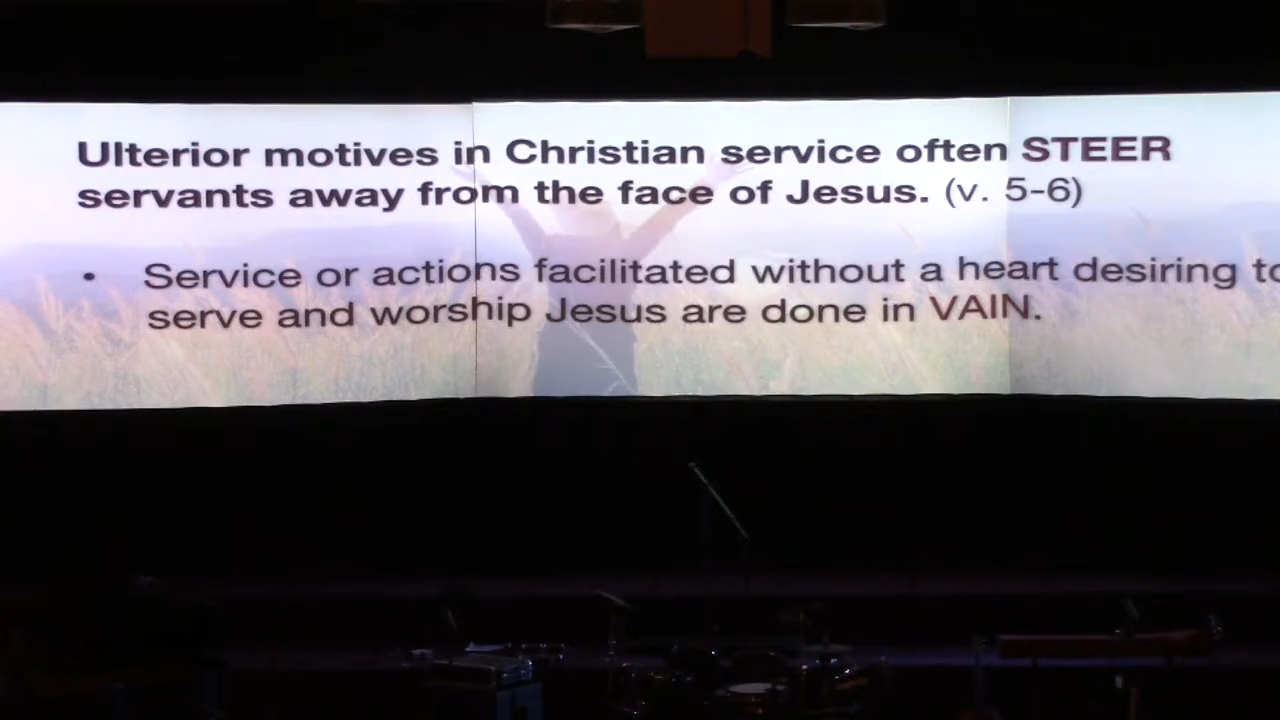 Ulterior motives in Christian service often STEER
servants away from the face of Jesus. (v. 5-6)
• Service or actions facilitated without a heart desiring to
serve and worship Jesus are done in VAIN.